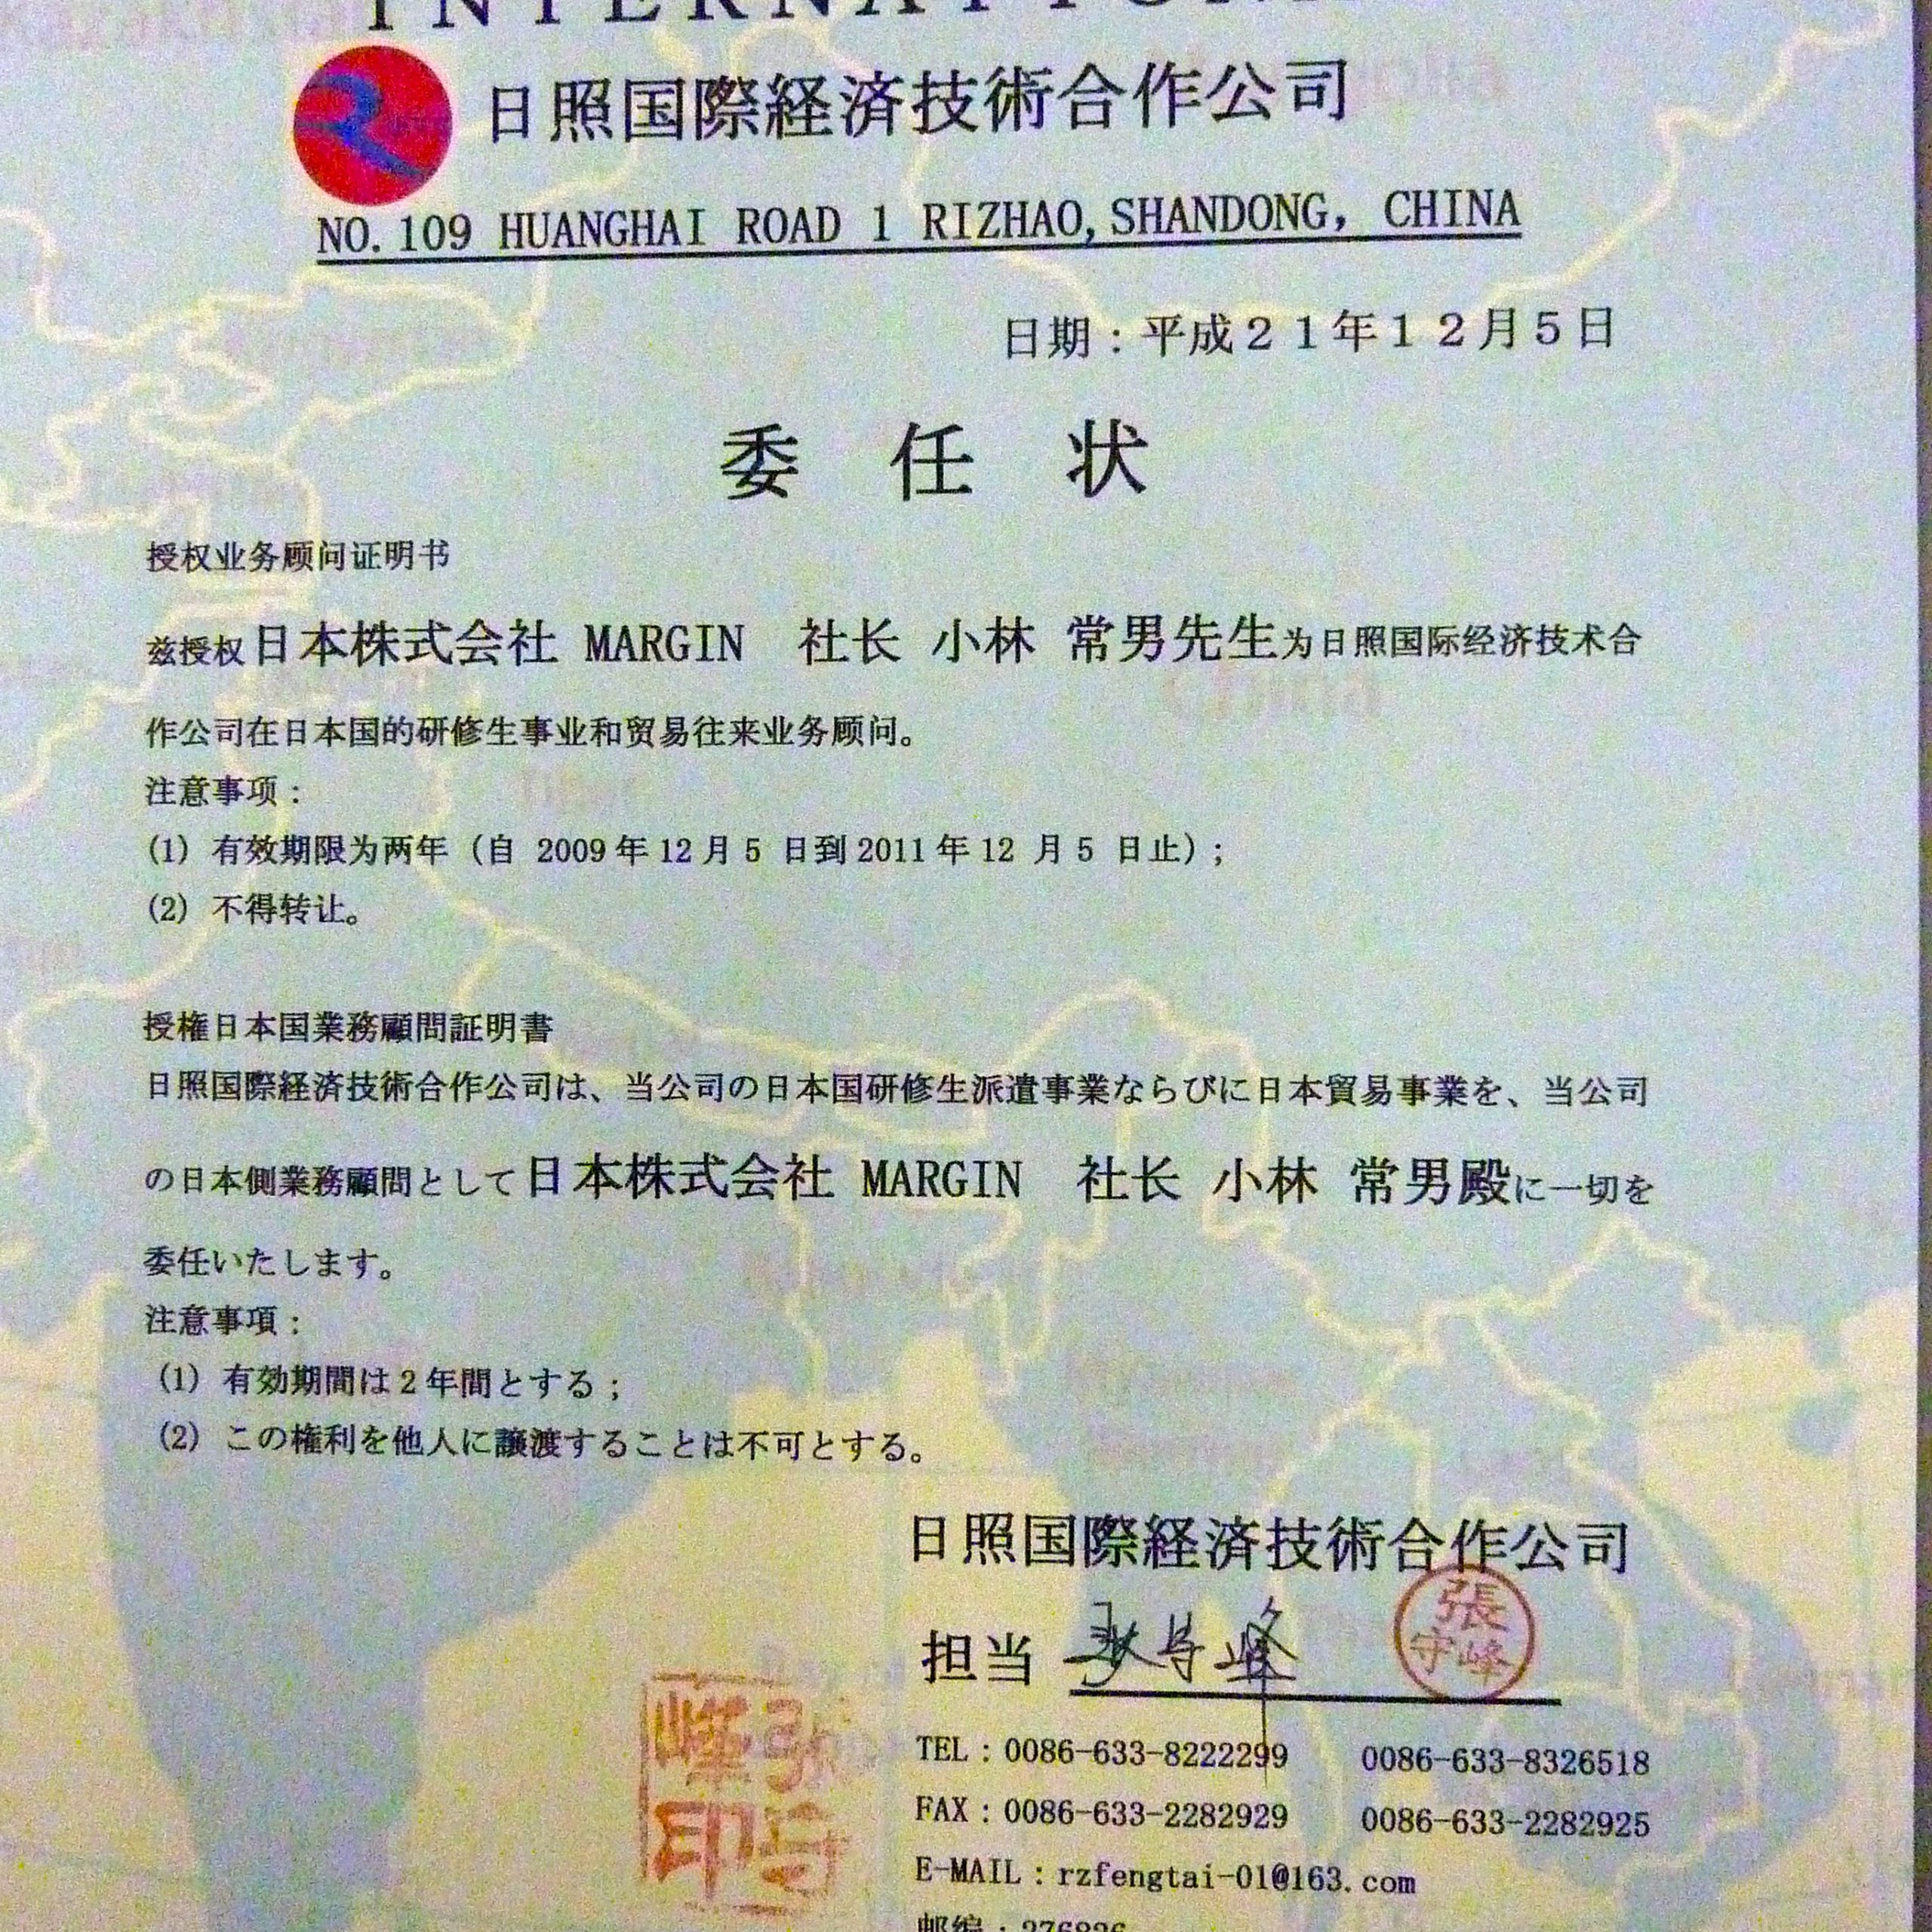 INTERNATIONA
日照国際経済技術合作公司
NO.109 HUANGHAI ROAD 1 RIZHAO,SHANDONG, CHINA
日期：平成２１年１２月５日
委 任 状
授权业务顾问证明书
兹授权日本株式会社 MARGIN 社长 小林 常男先生为日照国际经济技术合
作公司在日本国的研修生事业和贸易往来业务顾问。
注意事项：
(1) 有效期限为两年（自 2009 年 12 月 5 日到 2011 年 12 月 5 日止）；
(2) 不得转让。
授権日本国業務顧問証明書
日照国際経済技術合作公司は、当公司の日本国研修生派遣事業ならびに日本貿易事業を、当公司
の日本側業務顧問として日本株式会社 MARGIN 社长 小林 常男殿に一切を
委任いたします。
注意事項：
(1) 有効期間は２年間とする；
(2) この権利を他人に譲渡することは不可とする。
日照国際経済技術合作公司
担当 张守峰
張
守峰
張守
峰印
TEL：0086-633-8222299 0086-633-8326518
FAX：0086-633-2282929 0086-633-2282925
E-MAIL：rzfengtai-01@163.com
邮编：276826